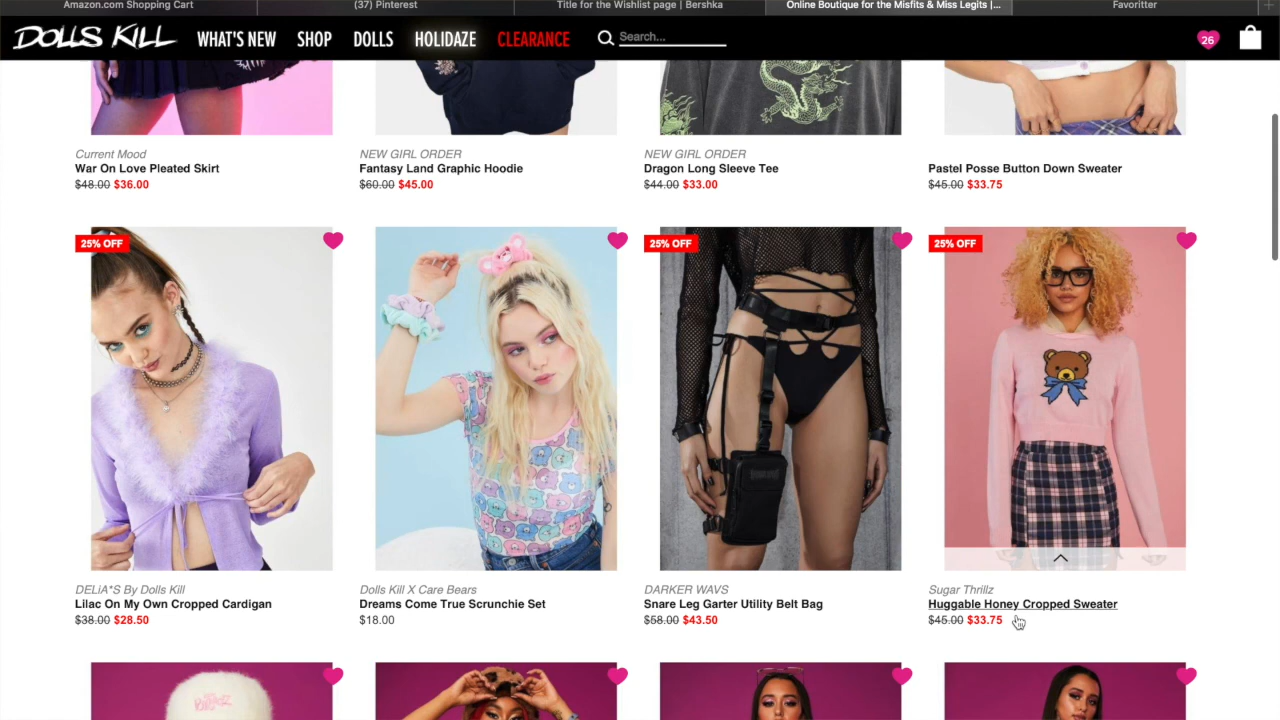 Amazon.com Shopping Cart
(37) Pinterest
Title for the Wishlist page | Bershka
Online Boutique for the Misfits & Miss Legits |...
Favoritter
DOLLS KILL
WHAT'S NEW
SHOP
DOLLS
HOLIDAZE
CLEARANCE
Search...
26
Current Mood
War On Love Pleated Skirt
$48.00 $36.00
NEW GIRL ORDER
Fantasy Land Graphic Hoodie
$60.00 $45.00
NEW GIRL ORDER
Dragon Long Sleeve Tee
$44.00 $33.00
Pastel Posse Button Down Sweater
$45.00 $33.75
25% OFF
25% OFF
25% OFF
DELiA*S By Dolls Kill
Lilac On My Own Cropped Cardigan
$38.00 $28.50
Dolls Kill X Care Bears
Dreams Come True Scrunchie Set
$18.00
DARKER WAVS
Snare Leg Garter Utility Belt Bag
$58.00 $43.50
Sugar Thrillz
Huggable Honey Cropped Sweater
$45.00 $33.75